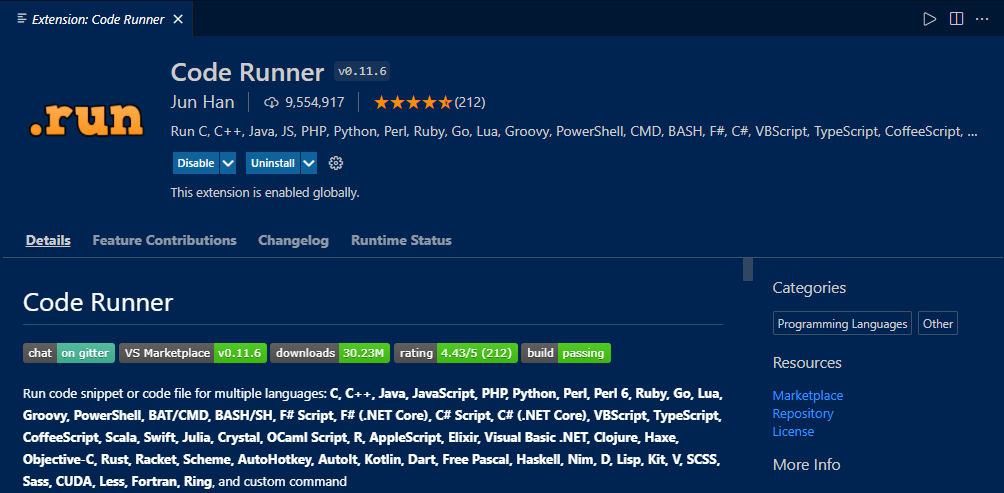 Extension: Code Runner
Code Runner v0.11.6
.run
Jun Han 9,554,917 (212)
Run C, C++, Java, JS, PHP, Python, Perl, Ruby, Go, Lua, Groovy, PowerShell, CMD, BASH, F#, C#, VBScript, TypeScript, CoffeeScript, ...
Disable Uninstall
This extension is enabled globally.
Details Feature Contributions Changelog Runtime Status
Code Runner
chat on gitter VS Marketplace v0.11.6 downloads 30.23M rating 4.43/5 (212) build passing
Run code snippet or code file for multiple languages: C, C++, Java, JavaScript, PHP, Python, Perl, Perl 6, Ruby, Go, Lua,
Groovy, PowerShell, BAT/CMD, BASH/SH, F# Script, F# (.NET Core), C# Script, C# (.NET Core), VBScript, TypeScript,
CoffeeScript, Scala, Swift, Julia, Crystal, OCaml Script, R, AppleScript, Elixir, Visual Basic .NET, Clojure, Haxe,
Objective-C, Rust, Racket, Scheme, AutoHotkey, AutoIt, Kotlin, Dart, Free Pascal, Haskell, Nim, D, Lisp, Kit, V, SCSS,
Sass, CUDA, Less, Fortran, Ring, and custom command
Categories
Programming Languages Other
Resources
Marketplace
Repository
License
More Info